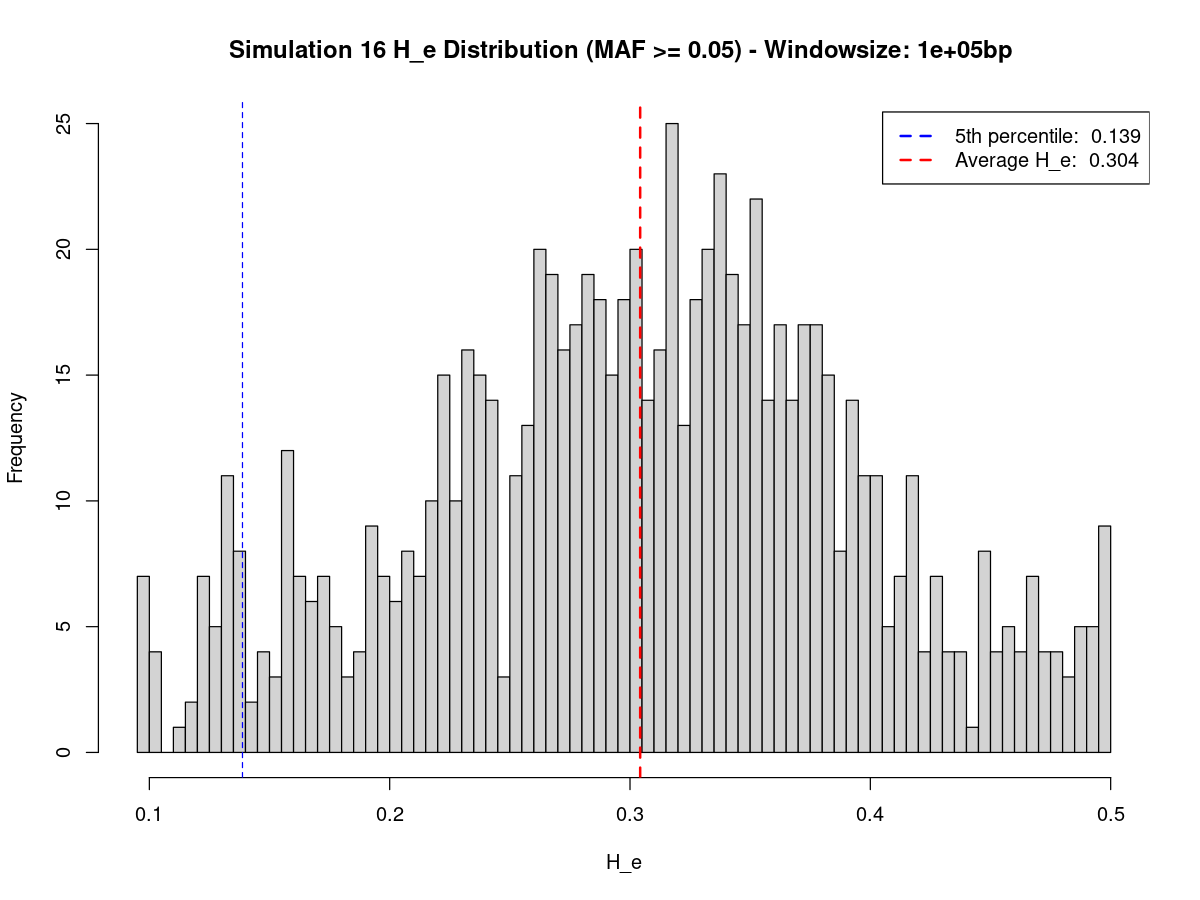 Simulation 16 H_e Distribution (MAF >= 0.05) - Windowsize: 1e+05bp
5th percentile: 0.139
Average H_e: 0.304
Frequency
25
20
15
10
5
0
0.1 0.2 0.3 0.4 0.5
H_e